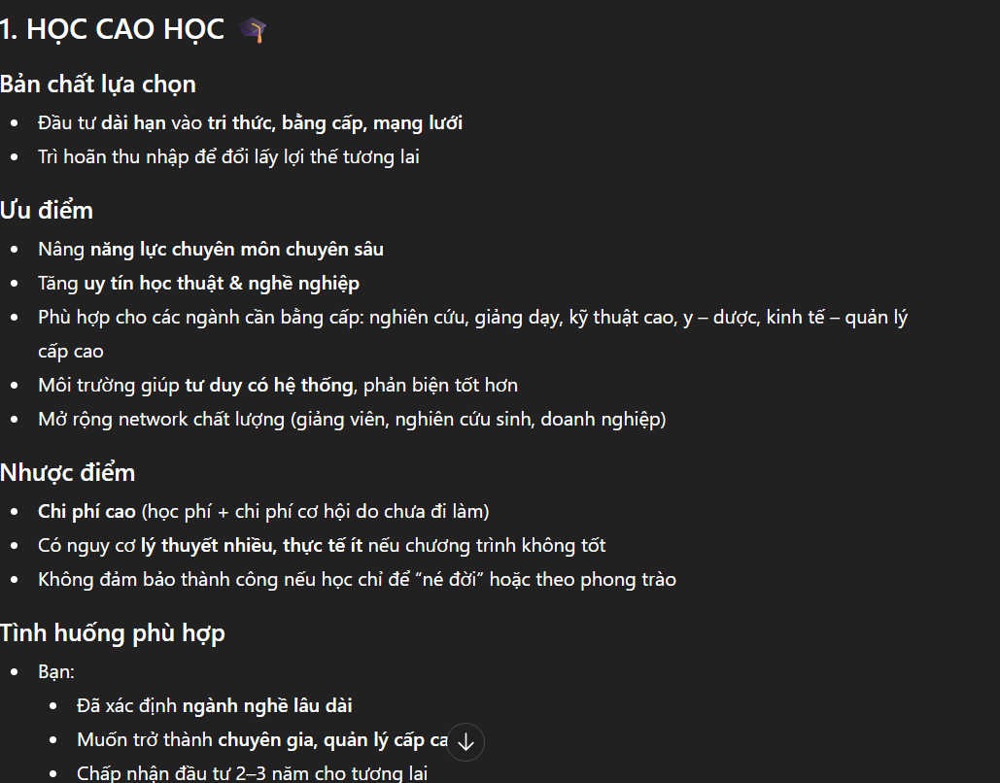 1. HỌC CAO HỌC 🎓
Bản chất lựa chọn
Đầu tư dài hạn vào tri thức, bằng cấp, mạng lưới
Trì hoãn thu nhập để đổi lấy lợi thế tương lai
Ưu điểm
Nâng năng lực chuyên môn chuyên sâu
Tăng uy tín học thuật & nghề nghiệp
Phù hợp cho các ngành cần bằng cấp: nghiên cứu, giảng dạy, kỹ thuật cao, y – dược, kinh tế – quản lý
cấp cao
Môi trường giúp tư duy có hệ thống, phản biện tốt hơn
Mở rộng network chất lượng (giảng viên, nghiên cứu sinh, doanh nghiệp)
Nhược điểm
Chi phí cao (học phí + chi phí cơ hội do chưa đi làm)
Có nguy cơ lý thuyết nhiều, thực tế ít nếu chương trình không tốt
Không đảm bảo thành công nếu học chỉ để “né đời” hoặc theo phong trào
Tình huống phù hợp
Bạn:
Đã xác định ngành nghề lâu dài
Muốn trở thành chuyên gia, quản lý cấp
Chấp nhận đầu tư 2–3 năm cho tương lai